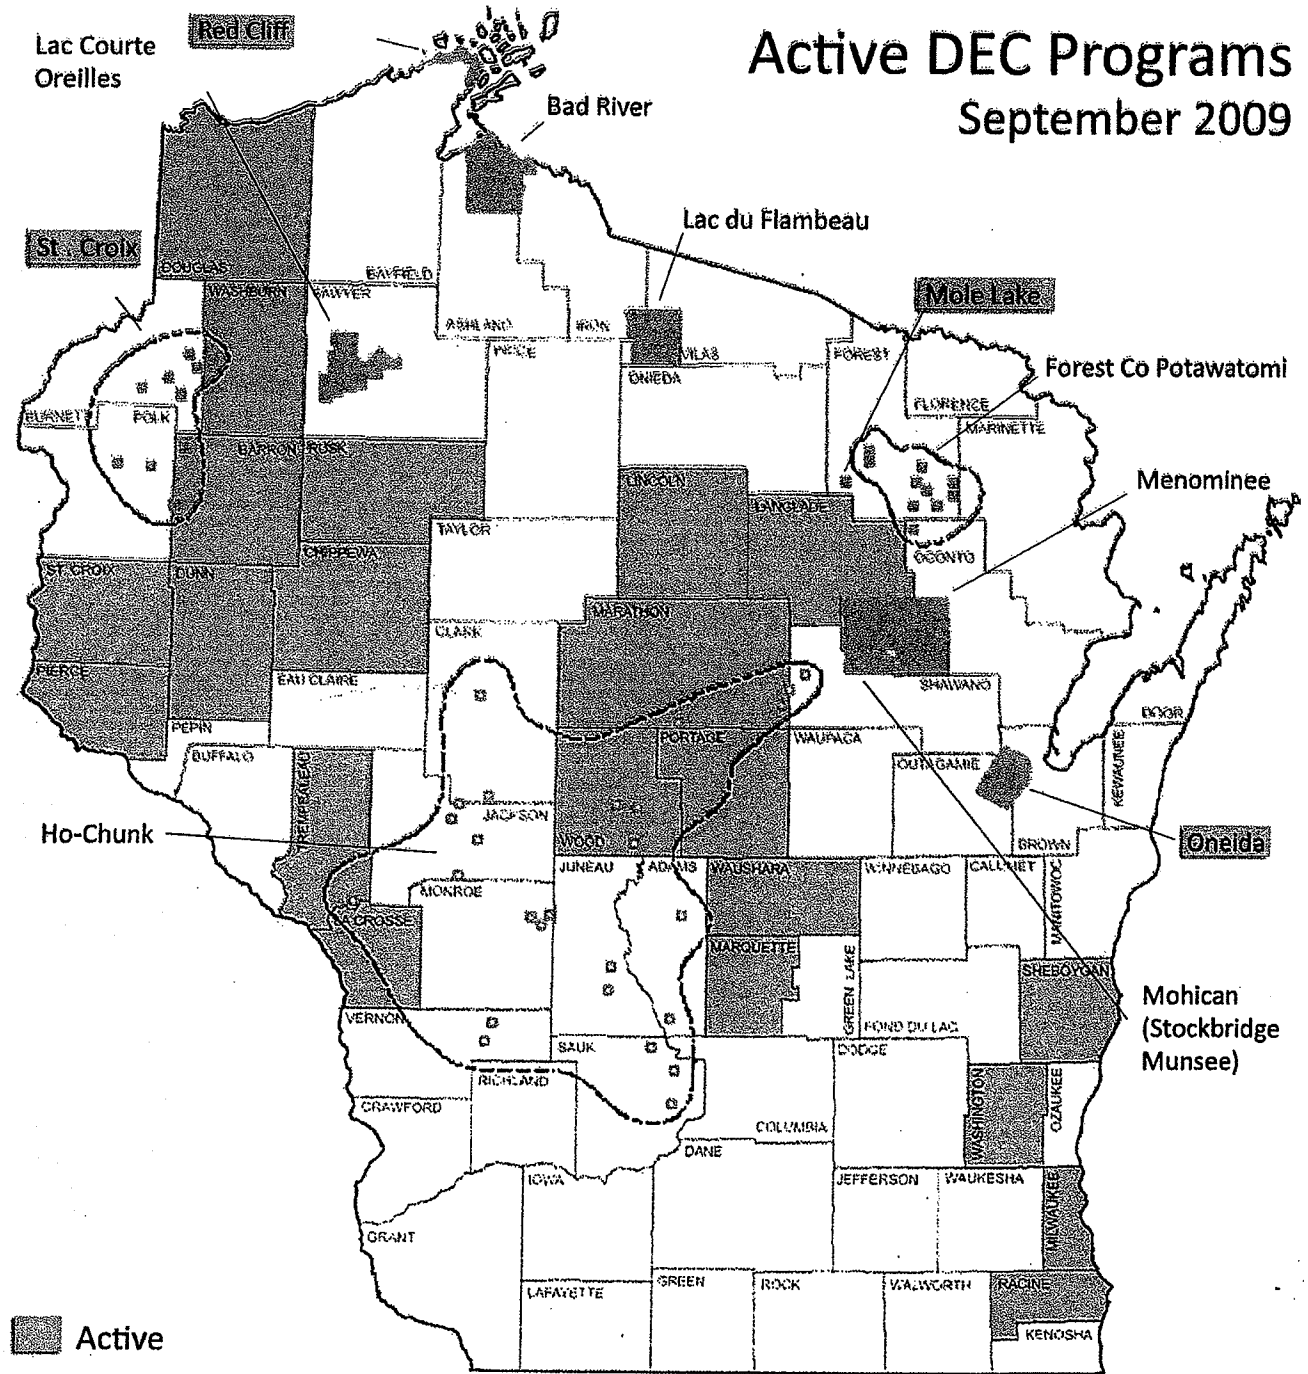 Active DEC Programs
September 2009
Lac Courte
Oreilles
Red Cliff
Bad River
St. Croix
Lac du Flambeau
Mole Lake
Forest Co Potawatomi
Menominee
Ho-Chunk
Oneida
Mohican
(Stockbridge
Munsee)
DOUGLAS
BAYFIELD
WASHBURN
SAWYER
ASHLAND
IRON
VILAS
FOREST
ONEIDA
FLORENCE
MARINETTE
BURNETT
POLK
BARRON
RUSK
LINCOLN
LANGLADE
TAYLOR
OCONTO
CHIPPEWA
ST. CROIX
DUNN
MARATHON
CLARK
PIERCE
EAU CLAIRE
SHAWANO
DOOR
PEPIN
BUFFALO
PORTAGE
WAUPACA
OUTAGAMIE
KEWAUNEE
TREMPEALEAU
JACKSON
WOOD
BROWN
JUNEAU
ADAMS
WAUSHARA
WINNEBAGO
CALUMET
MANITOWOC
MONROE
LA CROSSE
MARQUETTE
GREEN LAKE
SHEBOYGAN
VERNON
FOND DU LAC
SAUK
DODGE
RICHLAND
CRAWFORD
WASHINGTON
OZAUKEE
COLUMBIA
DANE
IOWA
JEFFERSON
WAUKESHA
MILWAUKEE
GRANT
LAFAYETTE
GREEN
ROCK
WALWORTH
RACINE
KENOSHA
Active